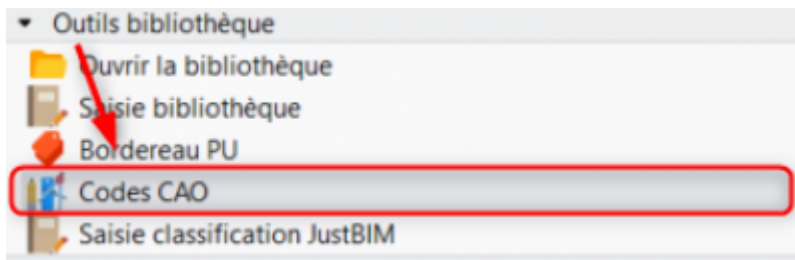 Outils bibliothèque
Ouvrir la bibliothèque
Saisie bibliothèque
Bordereau PU
Codes CAO
Saisie classification JustBIM